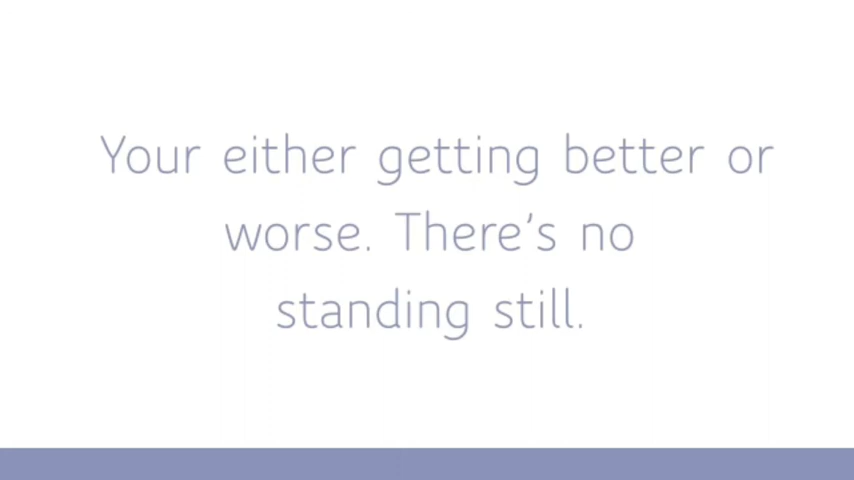 Your either getting better or
worse. There's no
standing still.